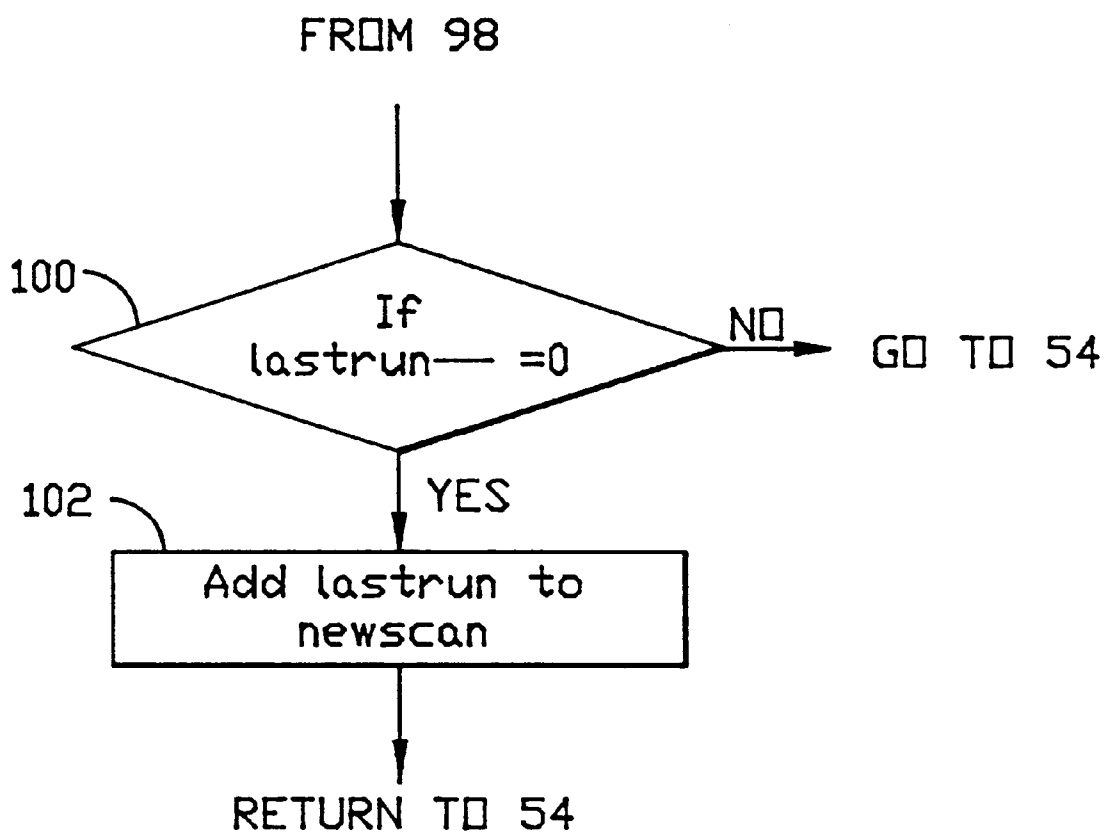 FROM 98
100
If
lastrun— =0
NO
GO TO 54
YES
102
Add lastrun to
newscan
RETURN TO 54